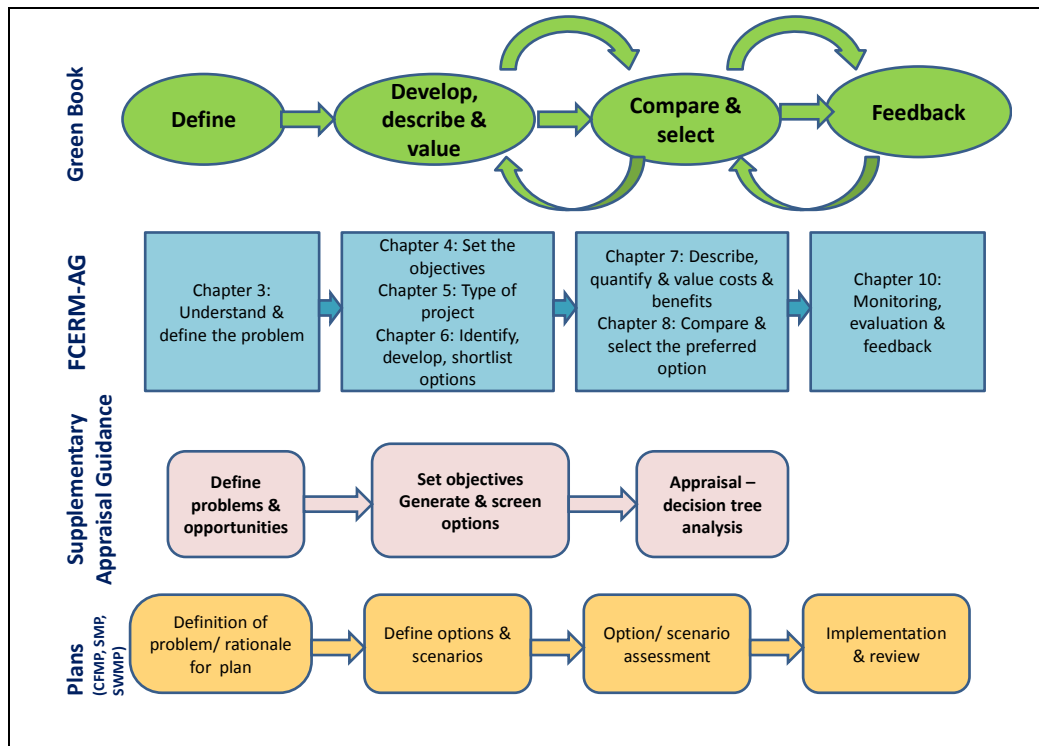 Green Book
Define
Develop,
describe &
value
Compare &
select
Feedback
FCERM-AG
Chapter 3:
Understand &
define the problem
Chapter 4: Set the
objectives
Chapter 5: Type of
project
Chapter 6: Identify,
develop, shortlist
options
Chapter 7: Describe,
quantify & value costs &
benefits
Chapter 8: Compare &
select the preferred
option
Chapter 10:
Monitoring,
evaluation &
feedback
Supplementary
Appraisal Guidance
Define
problems &
opportunities
Set objectives
Generate & screen
options
Appraisal –
decision tree
analysis
Plans
(CFMP, SMP,
SWMP)
Definition of
problem/ rationale
for plan
Define options &
scenarios
Option/ scenario
assessment
Implementation
& review